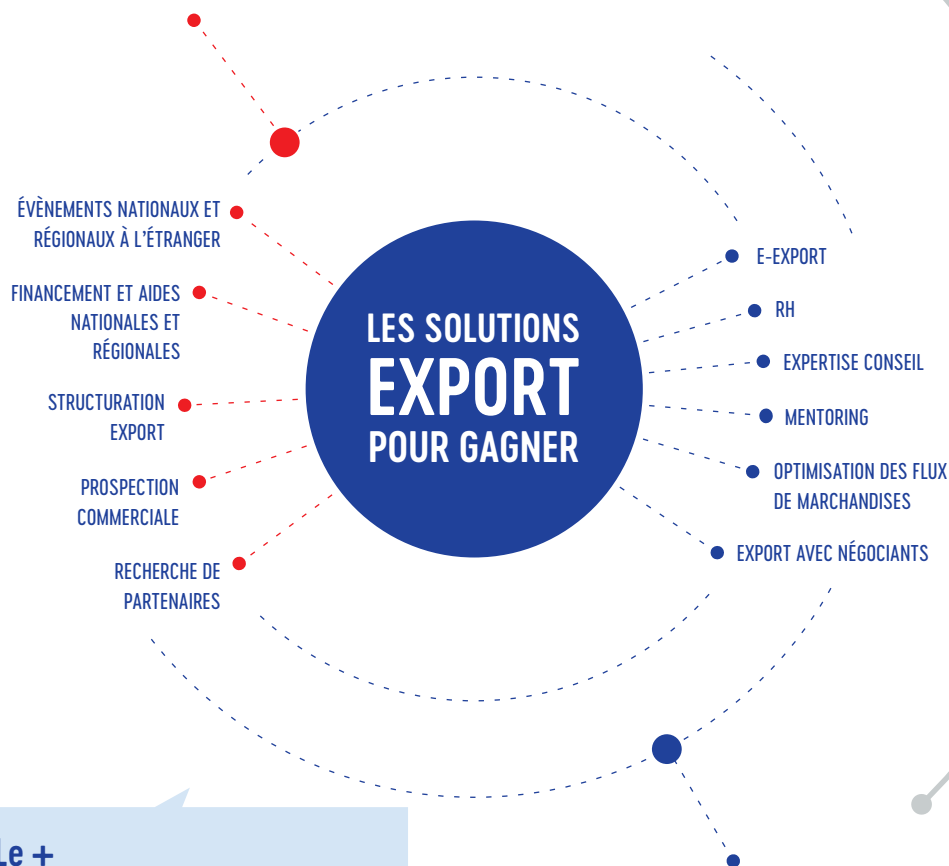 ÉVÈNEMENTS NATIONAUX ET
RÉGIONAUX À L'ÉTRANGER
FINANCEMENT ET AIDES
NATIONALES ET
RÉGIONALES
STRUCTURATION
EXPORT
PROSPECTION
COMMERCIALE
RECHERCHE DE
PARTENAIRES
LES SOLUTIONS
EXPORT
POUR GAGNER
E-EXPORT
RH
EXPERTISE CONSEIL
MENTORING
OPTIMISATION DES FLUX
DE MARCHANDISES
EXPORT AVEC NÉGOCIANTS
Le +